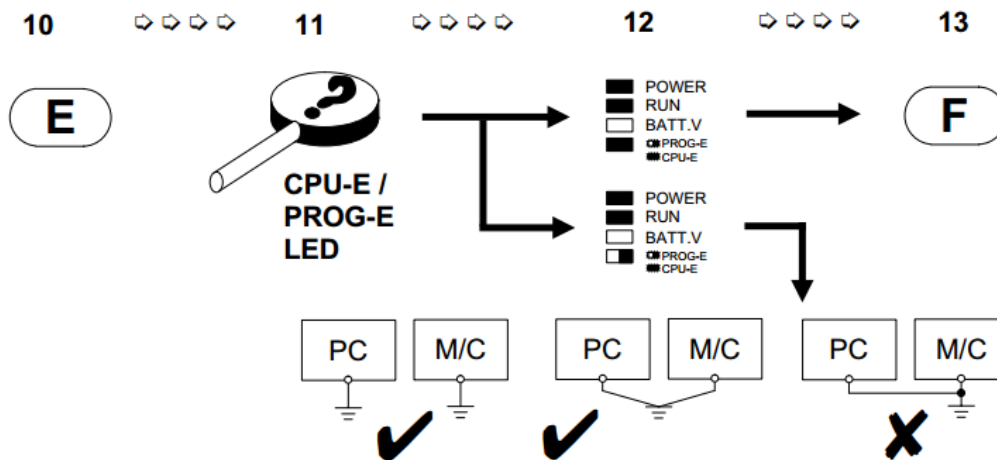 10 11 12 13
E
?
CPU-E /
PROG-E
LED
POWER
RUN
BATT.V
PROG-E
CPU-E
F
POWER
RUN
BATT.V
PROG-E
CPU-E
PC M/C PC M/C PC M/C